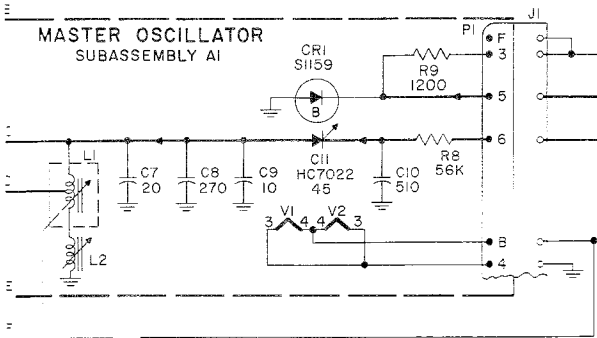 MASTER OSCILLATOR
SUBASSEMBLY A1
CR1
S1159
B
R9
1200
P1
J1
F
3
5
6
L1
L2
C7
20
C8
270
C9
10
C11
HC7022
45
C10
510
R8
56K
3 V1 4 4 V2 3
B
4